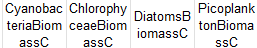 Cyanobac
teriaBiom
assC
Chlorophy
ceaeBiom
assC
DiatomsB
iomassC
Picoplank
tonBioma
ssC